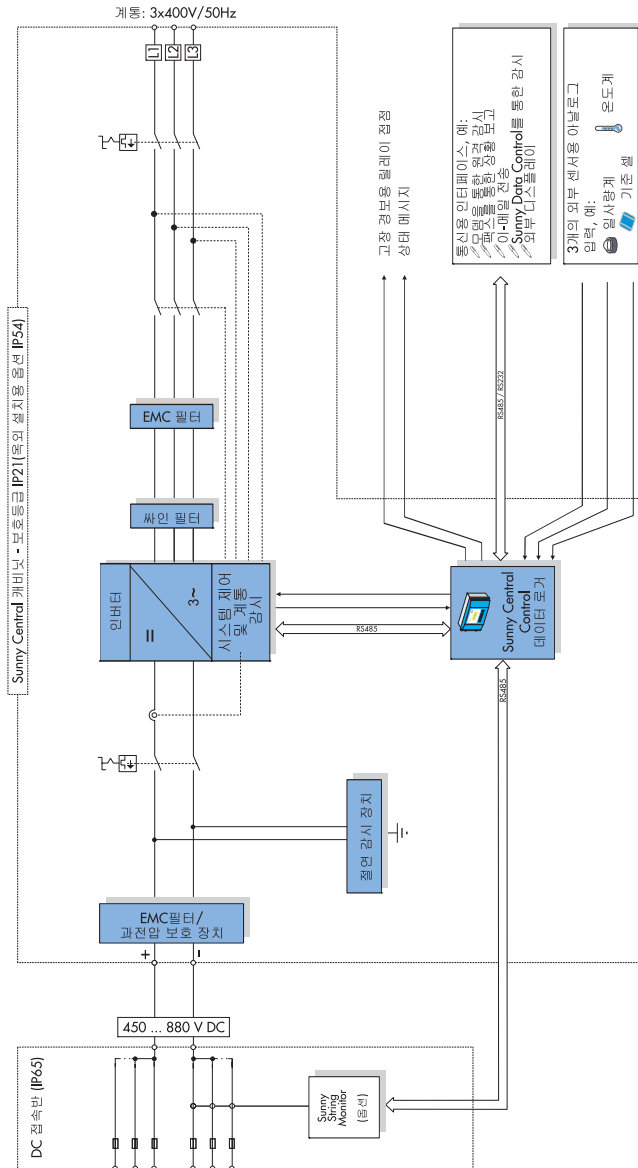 계통: 3x400V/50Hz
L1
L2
L3
Sunny Central 캐비닛 - 보호등급 IP21(옥외 설치용 옵션 IP54)
고장 경보용 릴레이 접점
상태 메시지
통신용 인터페이스, 예:
모뎀을 통한 원격 감시
팩스를 통한 상황 보고
이-메일 전송
Sunny Data Control를 통한 감시
외부 디스플레이
3개의 외부 센서용 아날로그
입력, 예:
일사량계
온도계
기준 셀
EMC 필터
싸인 필터
RS485 / RS232
인버터
=
3~
시스템 제어
및 계통
감시
RS485
Sunny Central
Control
데이터 로거
RS485
절연 감시 장치
EMC필터/
과전압 보호 장치
+
-
450 ... 880 V DC
DC 접속반 (IP65)
Sunny
String
Monitor
(옵션)